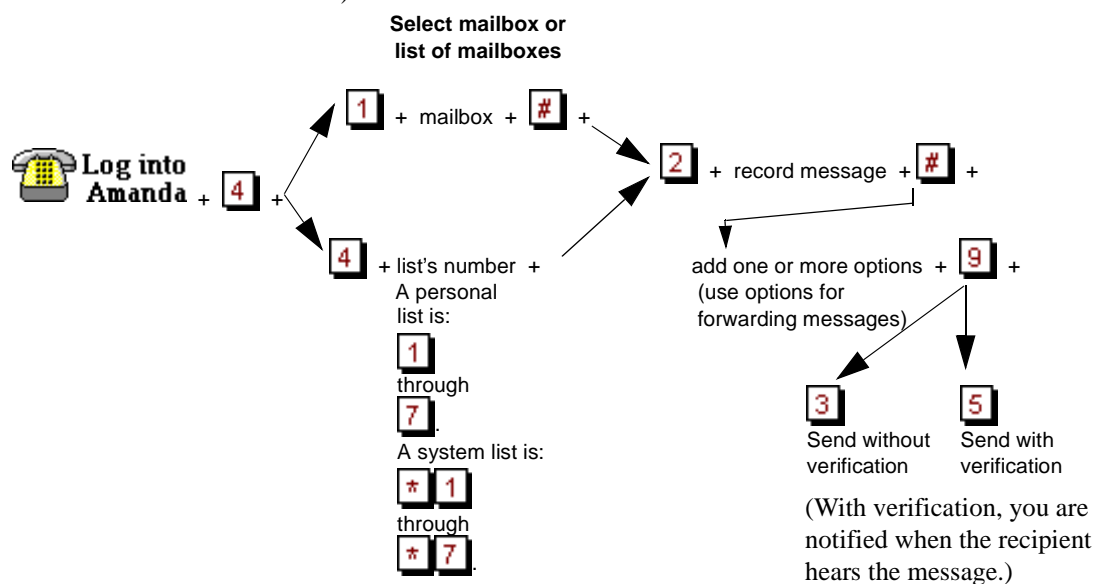 )
Select mailbox or
list of mailboxes
1 + mailbox + # +
Log into
Amanda + 4 +
2 + record message + # +
4 + list's number +
A personal
list is:
1
through
7.
A system list is:
* 1
through
* 7.
add one or more options + 9 +
(use options for
forwarding messages)
3
Send without
verification
5
Send with
verification
(With verification, you are
notified when the recipient
hears the message.)